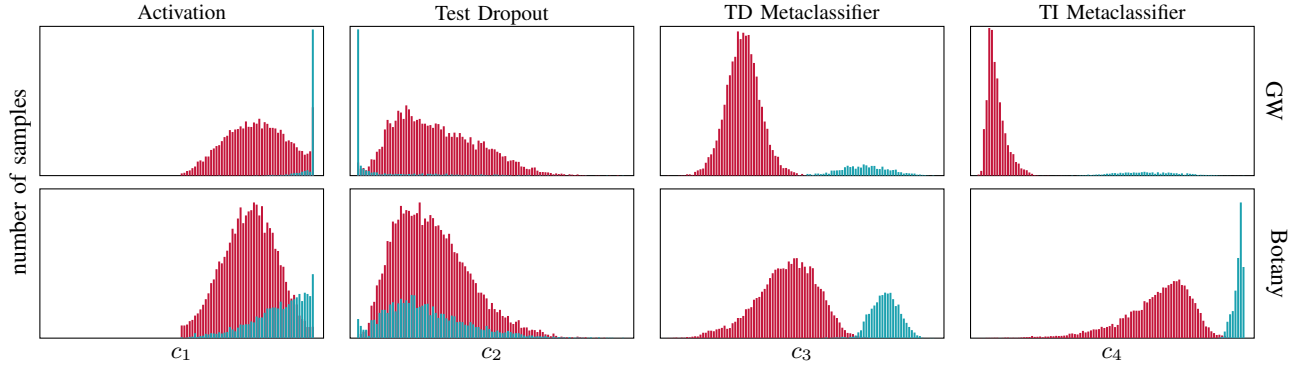 Activation
Test Dropout
TD Metaclassifier
TI Metaclassifier
number of samples
GW
Botany
c1
c2
c3
c4